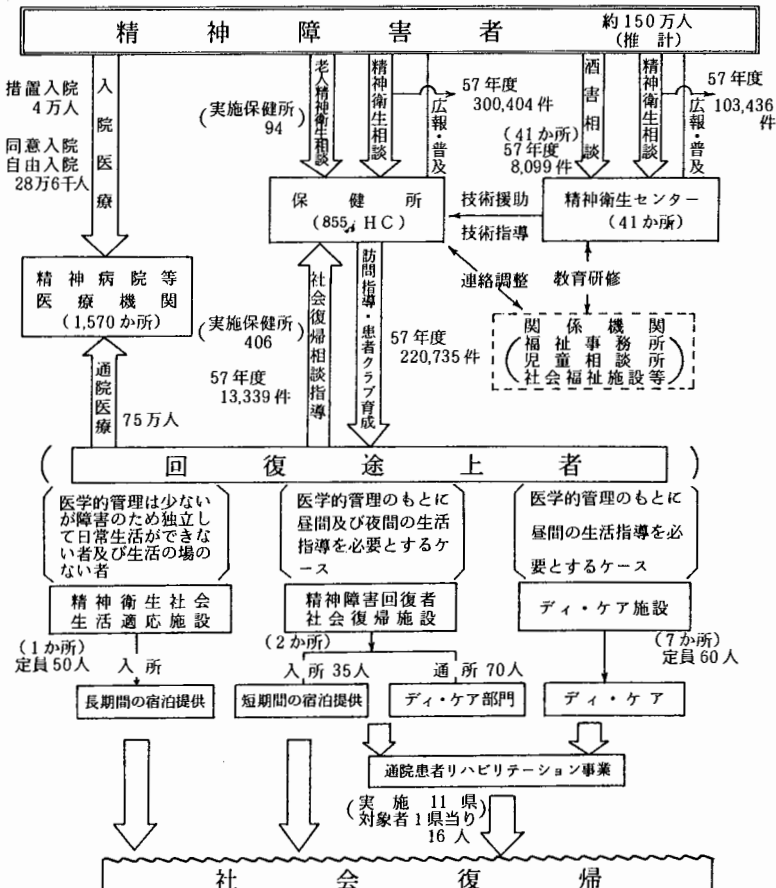 精神障害者
約150万人
(推計)
措置入院
4万人
同意入院
自由入院
28万6千人
入院医療
(実施保健所)
94
老人精神衛生相談
精神衛生相談
広報・普及
57年度
300,404件
酒害相談
(41か所)
57年度
8,099件
精神衛生相談
広報・普及
57年度
103,436
件
保健所
(855 HC)
技術援助
技術指導
精神衛生センター
(41か所)
精神病院等
医療機関
(1,570か所)
連絡調整
教育研修
関係機関
福祉事務所
児童相談所
社会福祉施設等
(実施保健所)
406
57年度
13,339件
社会復帰相談指導
訪問指導・患者クラブ育成
57年度
220,735件
通院医療
75万人
(回復途上者)
医学的管理は少ない
が障害のため独立し
て日常生活ができな
い者及び生活の場の
ない者
医学的管理のもとに
昼間及び夜間の生活
指導を必要とするケ
ース
医学的管理のもとに
昼間の生活指導を必
要とするケース
精神衛生社会
生活適応施設
精神障害回復者
社会復帰施設
ディ・ケア施設
(1か所)
定員50人
入所
(2か所)
入所35人
通所70人
(7か所)
定員60人
長期間の宿泊提供
短期間の宿泊提供
ディ・ケア部門
ディ・ケア
通院患者リハビリテーション事業
(実施11県
対象者1県当り
16人)
社会復帰